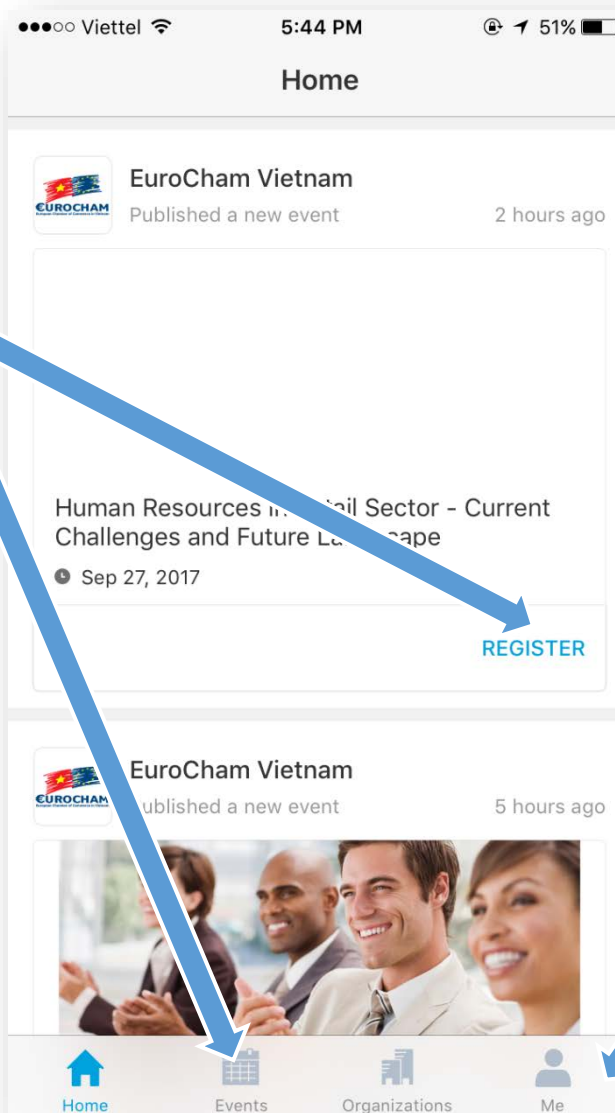 Viettel 5:44 PM 51%
Home
EuroCham Vietnam
Published a new event 2 hours ago
EUROCHAM
Human Resources in Sector - Current
Challenges and Future
Sep 27, 2017
REGISTER
EuroCham Vietnam
Published a new event 5 hours ago
EUROCHAM
Home Events Organizations Me